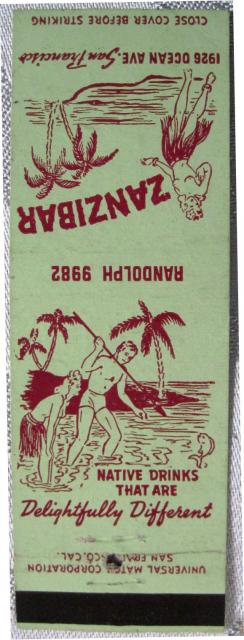 CLOSE COVER BEFORE STRIKING
1926 OCEAN AVE. San Francisco
ZANZIBAR
RANDOLPH 9982
NATIVE DRINKS
THAT ARE
Delightfully Different
UNIVERSAL MATCH CORPORATION
SAN FRANCISCO, CAL.